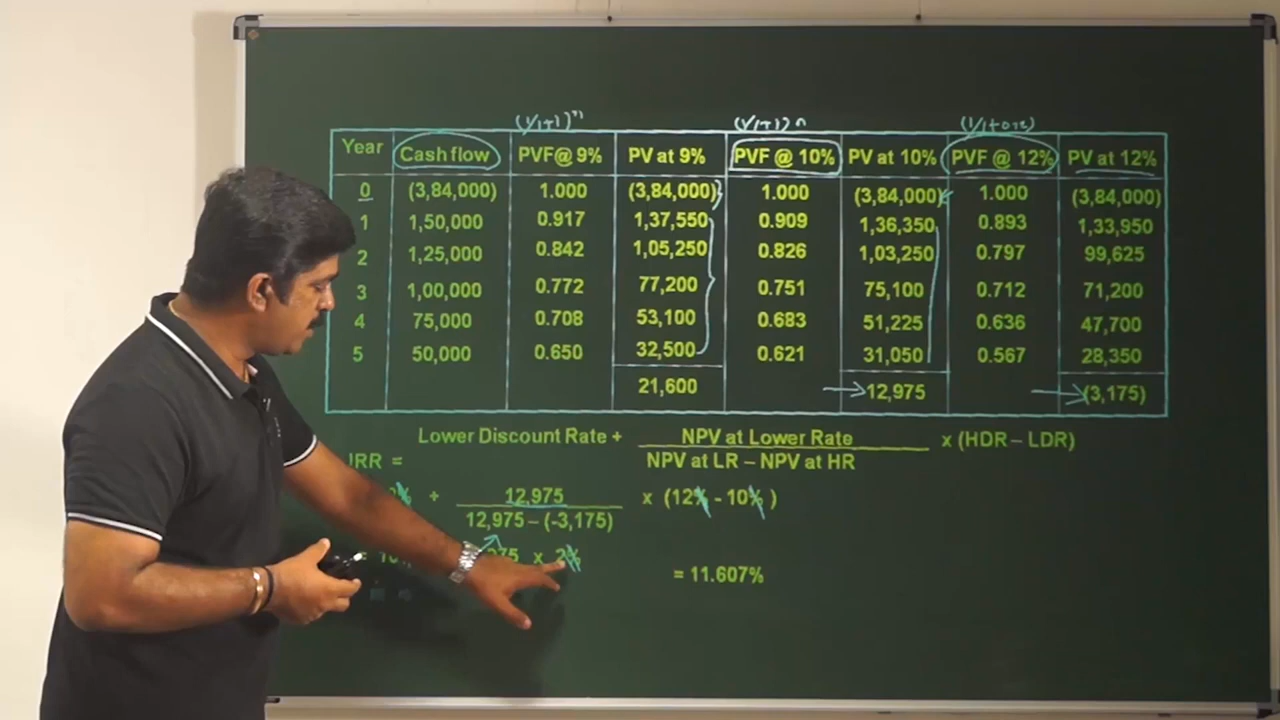 (1/1+1)^n (1/1+1) n (1/1+0.12)
Year Cash flow PVF@ 9% PV at 9% PVF @ 10% PV at 10% PVF @ 12% PV at 12%
0 (3,84,000) 1.000 (3,84,000) 1.000 (3,84,000) 1.000 (3,84,000)
1 1,50,000 0.917 1,37,550 0.909 1,36,350 0.893 1,33,950
2 1,25,000 0.842 1,05,250 0.826 1,03,250 0.797 99,625
3 1,00,000 0.772 77,200 0.751 75,100 0.712 71,200
4 75,000 0.708 53,100 0.683 51,225 0.636 47,700
5 50,000 0.650 32,500 0.621 31,050 0.567 28,350
21,600 12,975 (3,175)
Lower Discount Rate + NPV at Lower Rate x (HDR – LDR)
IRR =
NPV at LR – NPV at HR
% + 12,975 x (12% - 10% )
12,975 – (-3,175)
x 2%
= 11.607%